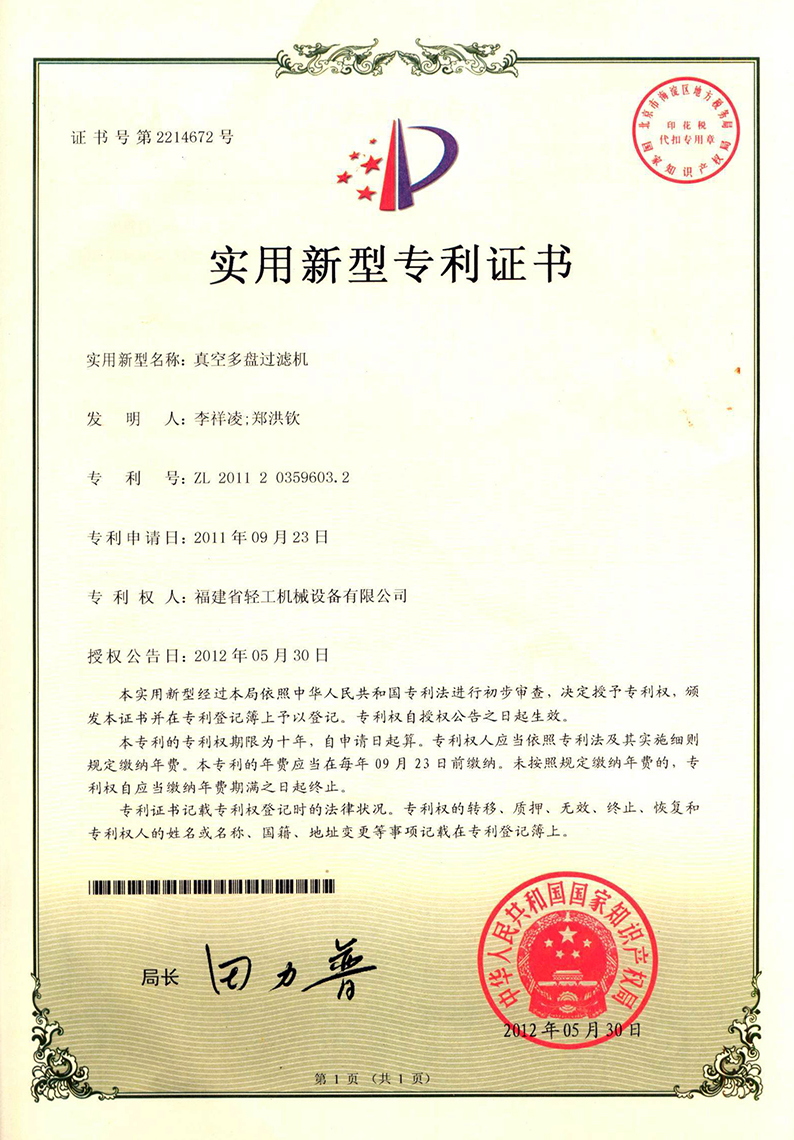 证书号第2214672号
北京市海淀区地方税务局
印花税
代扣专用章
国家知识产权局
实用新型专利证书
实用新型名称：真空多盘过滤机
发明人：李祥凌;郑洪钦
专利号：ZL 2011 2 0359603.2
专利申请日：2011年09月23日
专利权人：福建省轻工机械设备有限公司
授权公告日：2012年05月30日
本实用新型经过本局依照中华人民共和国专利法进行初步审查，决定授予专利权，颁
发本证书并在专利登记簿上予以登记。专利权自授权公告之日起生效。
本专利的专利权期限为十年，自申请日起算。专利权人应当依照专利法及其实施细则
规定缴纳年费。本专利的年费应当在每年09月23日前缴纳。未按照规定缴纳年费的，专
利权自应当缴纳年费期满之日起终止。
专利证书记载专利权登记时的法律状况。专利权的转移、质押、无效、终止、恢复和
专利权人的姓名或名称、国籍、地址变更等事项记载在专利登记簿上。
局长 田力普
中华人民共和国国家知识产权局
2012年05月30日
第1页（共1页）